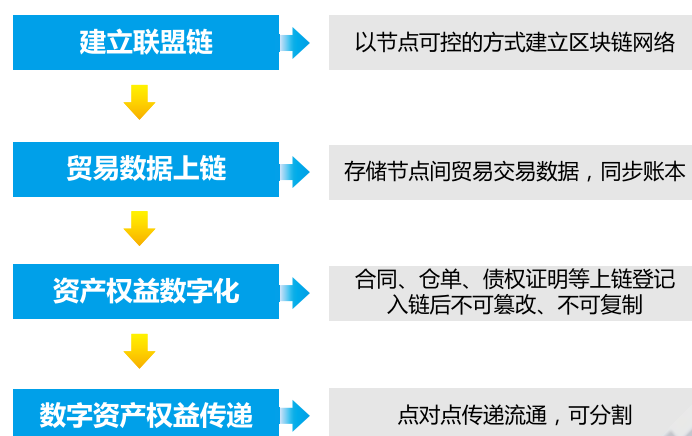 建立联盟链
以节点可控的方式建立区块链网络
贸易数据上链
存储节点间贸易交易数据，同步账本
资产权益数字化
合同、仓单、债权证明等上链登记
入链后不可篡改、不可复制
数字资产权益传递
点对点传递流通，可分割